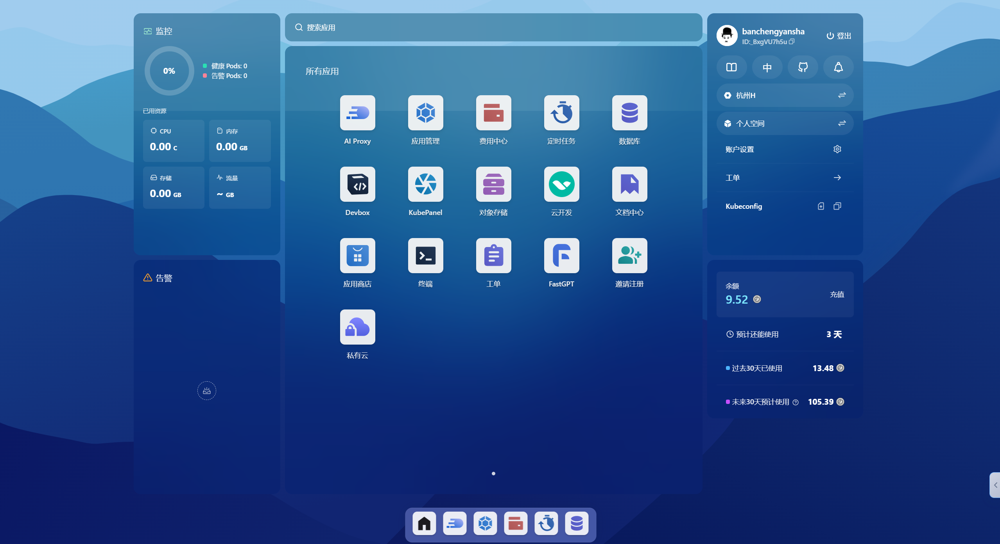 监控
0%
健康 Pods: 0
告警 Pods: 0
已用资源
CPU
0.00 C
内存
0.00 GB
存储
0.00 GB
流量
~ GB
告警
搜索应用
所有应用
AI Proxy
应用管理
费用中心
定时任务
数据库
Devbox
KubePanel
对象存储
云开发
文档中心
应用商店
终端
工单
FastGPT
邀请注册
私有云
banchengyansha
ID:_BxgVU7h5u
登出
中
杭州H
个人空间
账户设置
工单
Kubeconfig
余额
9.52
充值
预计还能使用
3 天
过去30天已使用
13.48
未来30天预计使用
105.39